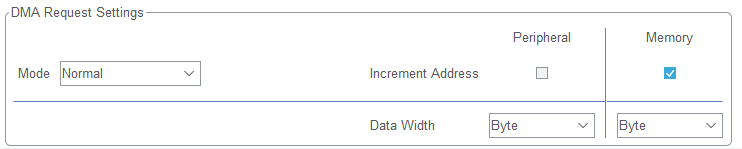 DMA Request Settings
Peripheral Memory
Mode Normal Increment Address
Data Width Byte Byte